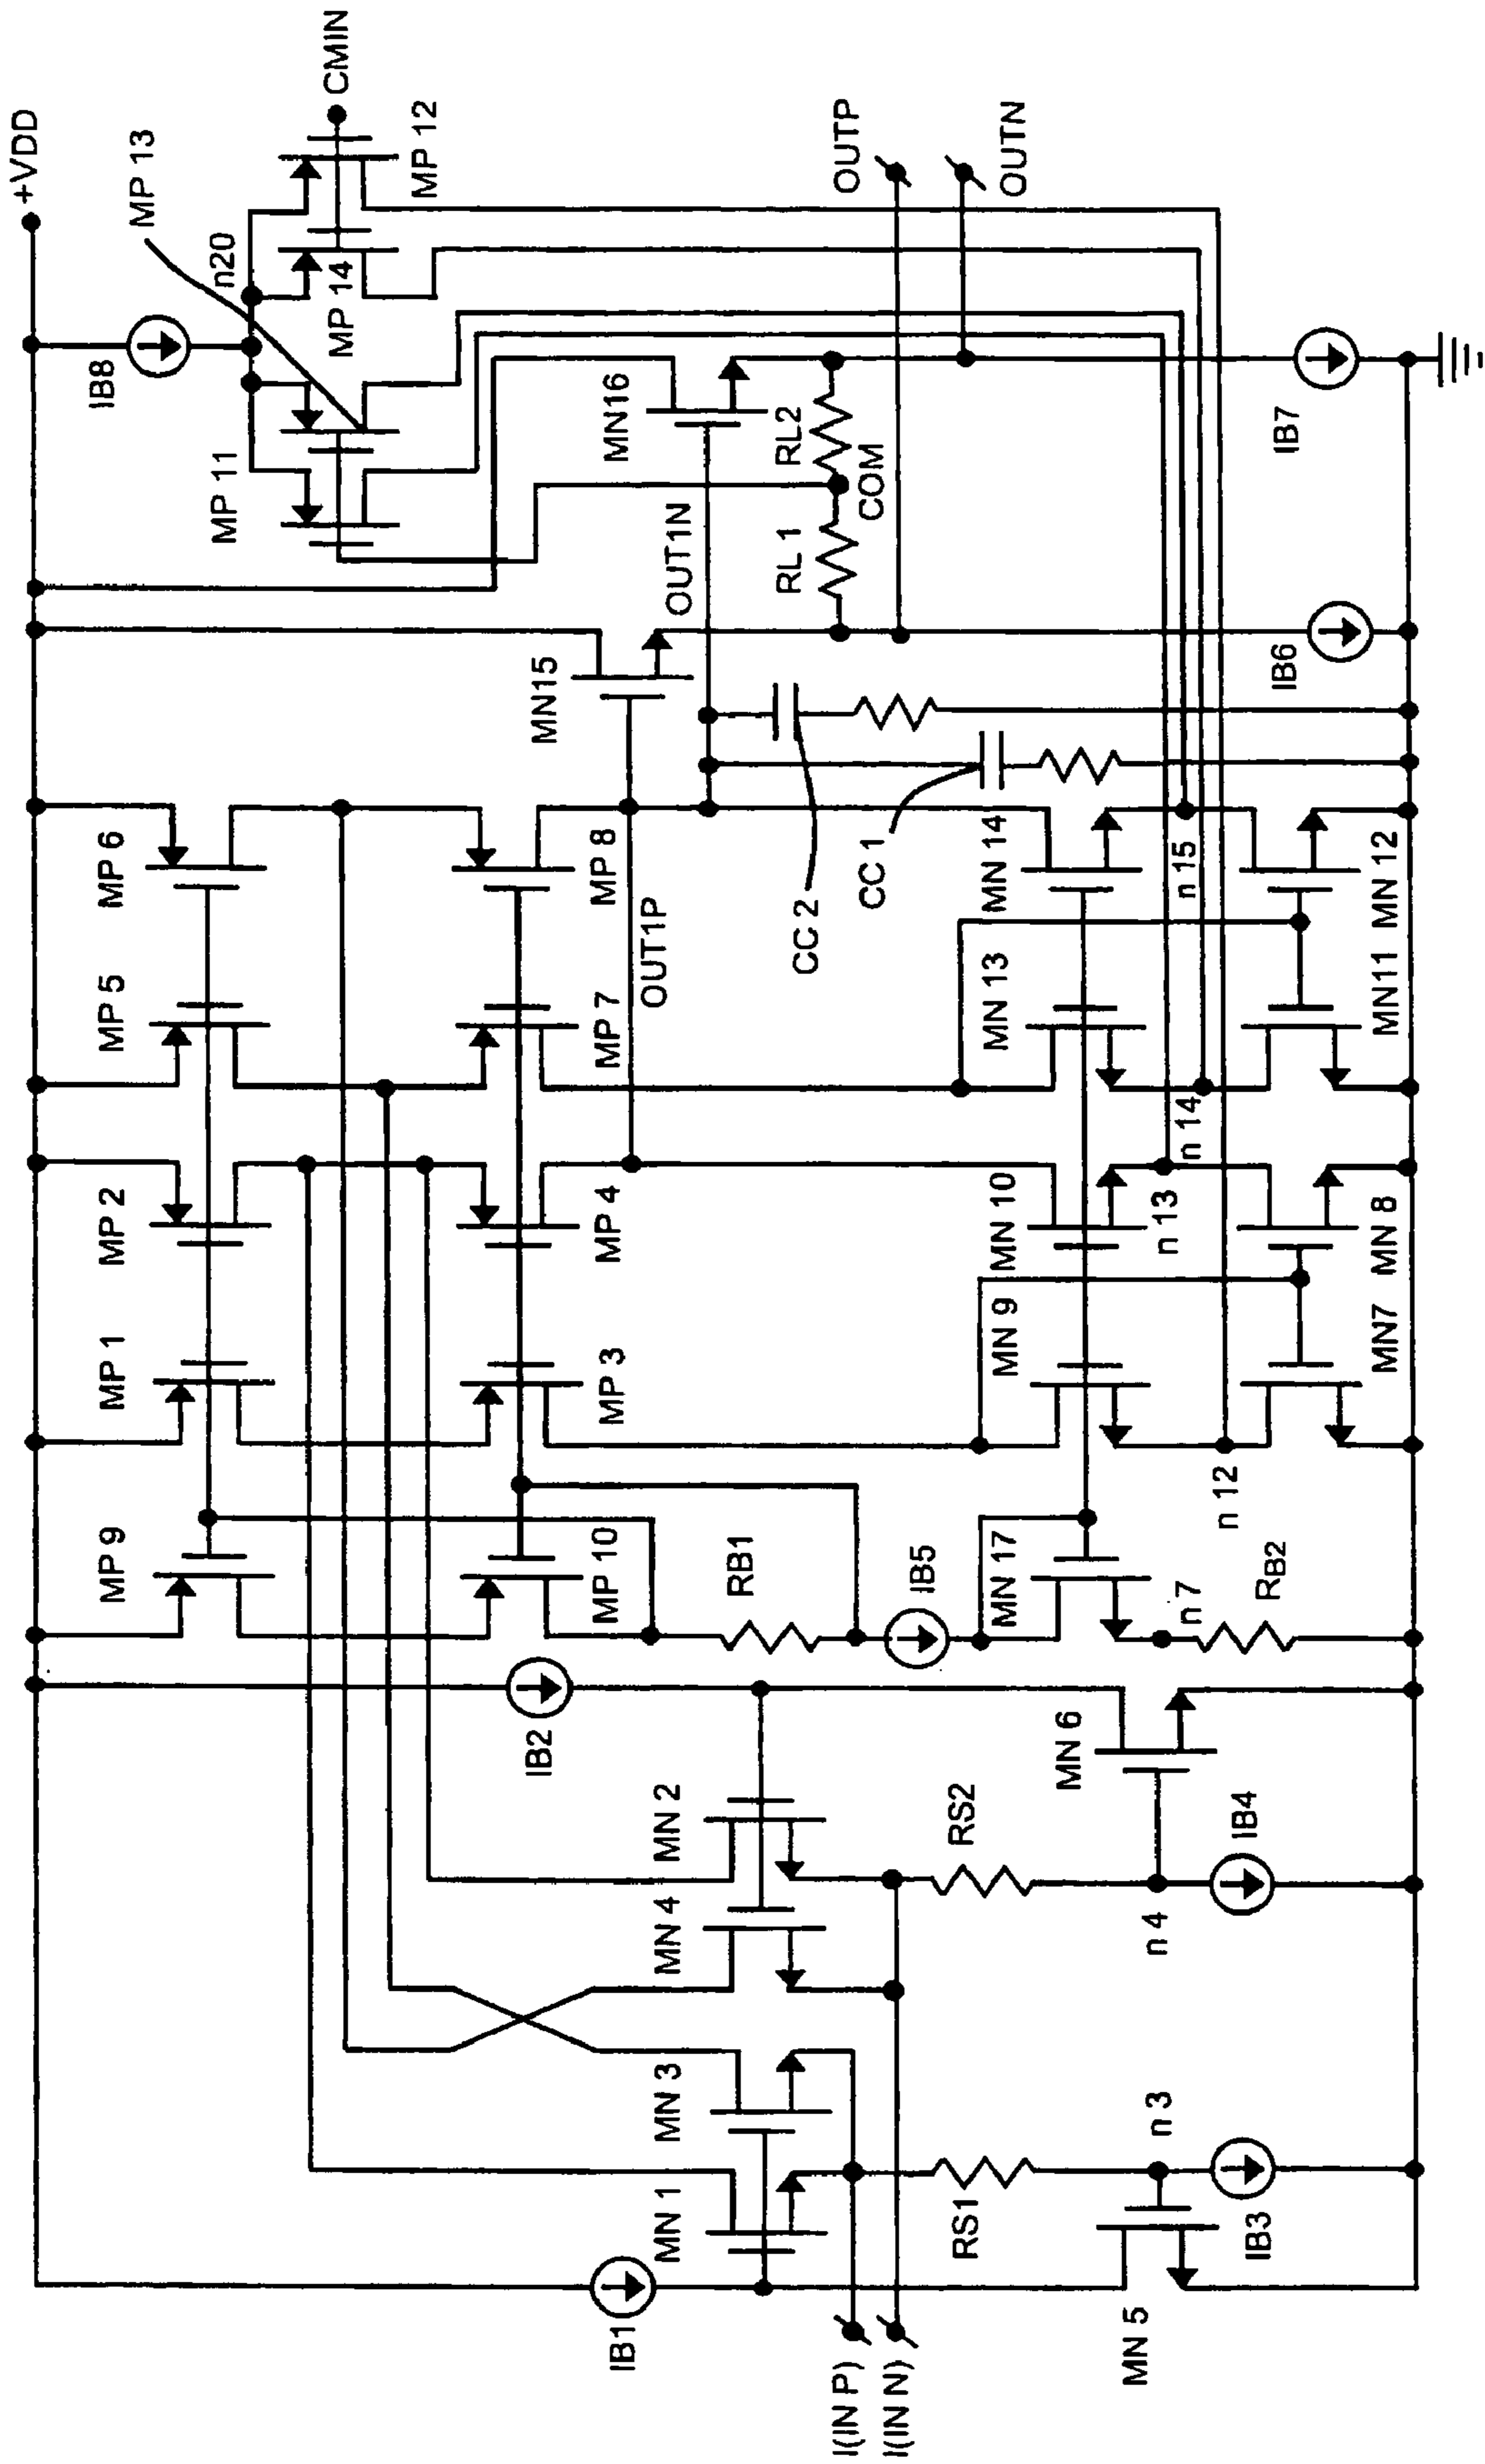 +VDD
MP 13
n20
IB8
MP 11
MP 14
CMIN
MP 12
MP 9
MP 1
MP 2
MP 5
MP 6
MP 10
MP 3
MP 4
MP 7
MP 8
OUT1P
MN15
OUT1N
MN16
RL 1
RL2
COM
OUTP
OUTN
IB1
IB2
MN 1
MN 3
MN 4
MN 2
RB1
IB5
CC 2
CC 1
I(IN P)
I(IN N)
RS1
RS2
MN 17
MN 9
MN 10
MN 13
MN 14
n 3
n 4
MN 6
n 7
RB2
n 12
n 13
n 14
n 15
MN 5
IB3
IB4
MN7
MN 8
MN11
MN 12
IB6
IB7